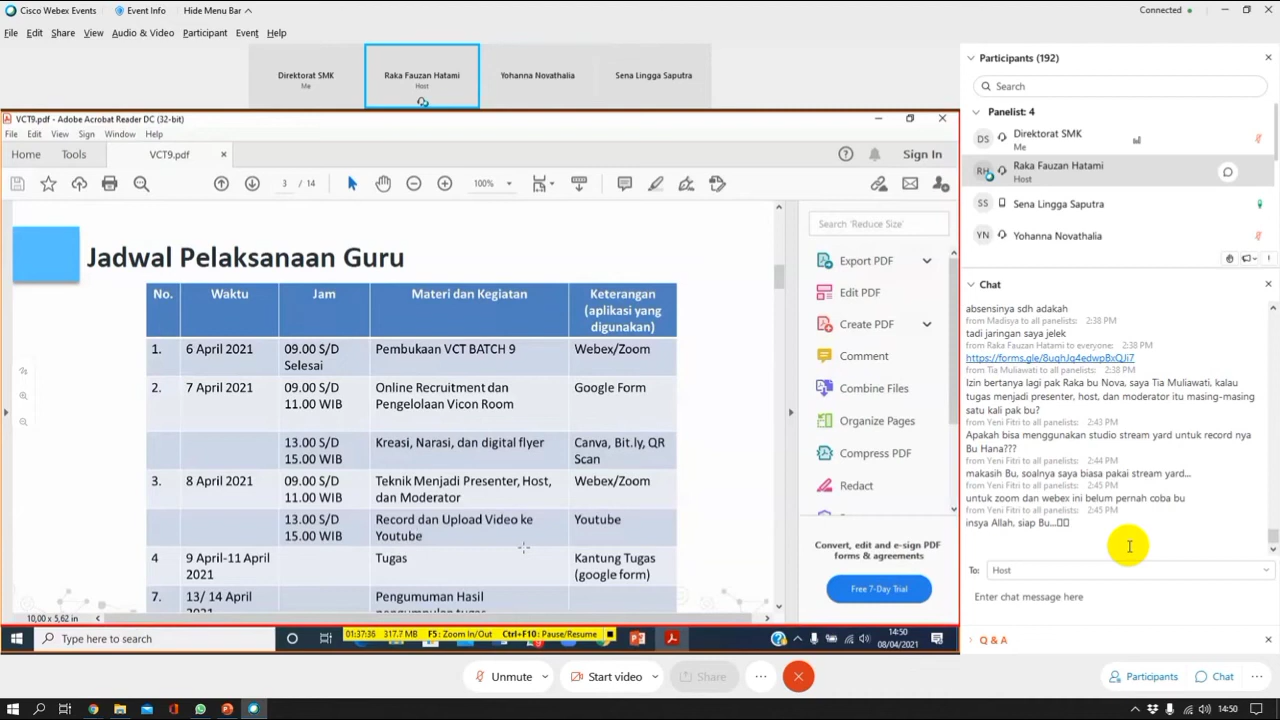 Cisco Webex Events
Event Info
Hide Menu Bar
Connected
File Edit Share View Audio & Video Participant Event Help
Direktorat SMK
Me
Raka Fauzan Hatami
Host
Yohanna Novathalia
Sena Lingga Saputra
VCT9.pdf - Adobe Acrobat Reader DC (32-bit)
File Edit View Sign Window Help
Home Tools VCT9.pdf Sign In
3 / 14 100%
Jadwal Pelaksanaan Guru
No. Waktu Jam Materi dan Kegiatan Keterangan
(aplikasi yang
digunakan)
1. 6 April 2021 09.00 S/D Pembukaan VCT BATCH 9 Webex/Zoom
Selesai
2. 7 April 2021 09.00 S/D Online Recruitment dan Google Form
11.00 WIB Pengelolaan Vicon Room
13.00 S/D Kreasi, Narasi, dan digital flyer Canva, Bit.ly, QR
15.00 WIB Scan
3. 8 April 2021 09.00 S/D Teknik Menjadi Presenter, Host, Webex/Zoom
11.00 WIB dan Moderator
13.00 S/D Record dan Upload Video ke Youtube
15.00 WIB Youtube
4 9 April-11 April Tugas Kantung Tugas
2021 (google form)
7. 13/ 14 April Pengumuman Hasil
2021 pengumpulan tugas
10,00 x 5,62 in
Search 'Reduce Size'
Export PDF
Edit PDF
Create PDF
Comment
Combine Files
Organize Pages
Compress PDF
Redact
Convert, edit and e-sign PDF
forms & agreements
Free 7-Day Trial
Type here to search
01:37:36 317.7 MB F5: Zoom In/Out Ctrl+F10: Pause/Resume
14:50
08/04/2021
Unmute
Start video
Share
Participants (192)
Search
Panelist: 4
DS Direktorat SMK
Me
RH Raka Fauzan Hatami
Host
SS Sena Lingga Saputra
YN Yohanna Novathalia
Chat
absensinya sdh adakah
from Madisya to all panelists: 2:38 PM
tadi jaringan saya jelek
from Raka Fauzan Hatami to everyone: 2:38 PM
https://forms.gle/8uqhJq4edwpBxQJi7
from Tia Muliawati to all panelists: 2:38 PM
Izin bertanya lagi pak Raka bu Nova, saya Tia Muliawati, kalau
tugas menjadi presenter, host, dan moderator itu masing-masing
satu kali pak bu?
from Yeni Fitri to all panelists: 2:43 PM
Apakah bisa menggunakan studio stream yard untuk record nya
Bu Hana???
from Yeni Fitri to all panelists: 2:44 PM
makasih Bu, soalnya saya biasa pakai stream yard...
from Yeni Fitri to all panelists: 2:45 PM
untuk zoom dan webex ini belum pernah coba bu
from Yeni Fitri to all panelists: 2:45 PM
insya Allah, siap Bu...
To: Host
Enter chat message here
Q & A
Participants
Chat
14:50